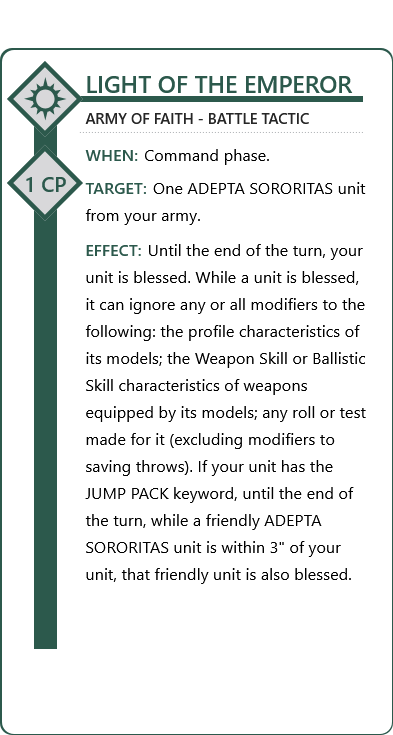 LIGHT OF THE EMPEROR
ARMY OF FAITH - BATTLE TACTIC
1 CP
WHEN: Command phase.
TARGET: One ADEPTA SORORITAS unit
from your army.
EFFECT: Until the end of the turn, your
unit is blessed. While a unit is blessed,
it can ignore any or all modifiers to the
following: the profile characteristics of
its models; the Weapon Skill or Ballistic
Skill characteristics of weapons
equipped by its models; any roll or test
made for it (excluding modifiers to
saving throws). If your unit has the
JUMP PACK keyword, until the end of
the turn, while a friendly ADEPTA
SORORITAS unit is within 3" of your
unit, that friendly unit is also blessed.